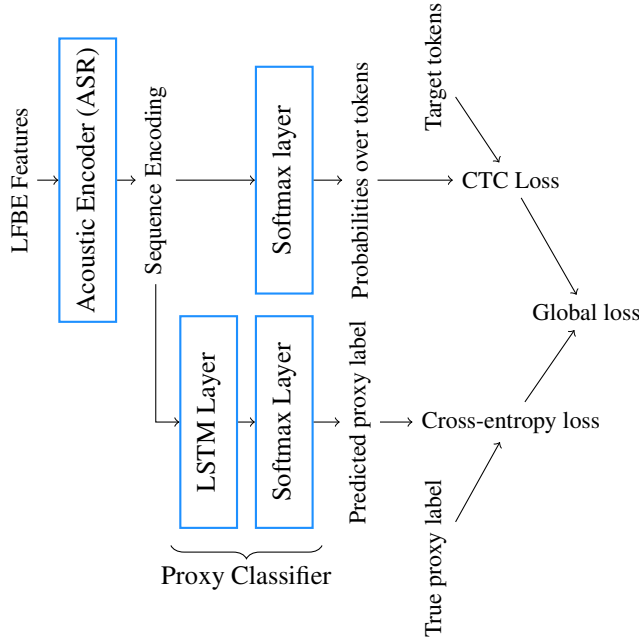 LFBE Features
Acoustic Encoder (ASR)
Sequence Encoding
Softmax layer
Probabilities over tokens
Target tokens
CTC Loss
Global loss
LSTM Layer
Softmax Layer
Predicted proxy label
Cross-entropy loss
True proxy label
Proxy Classifier